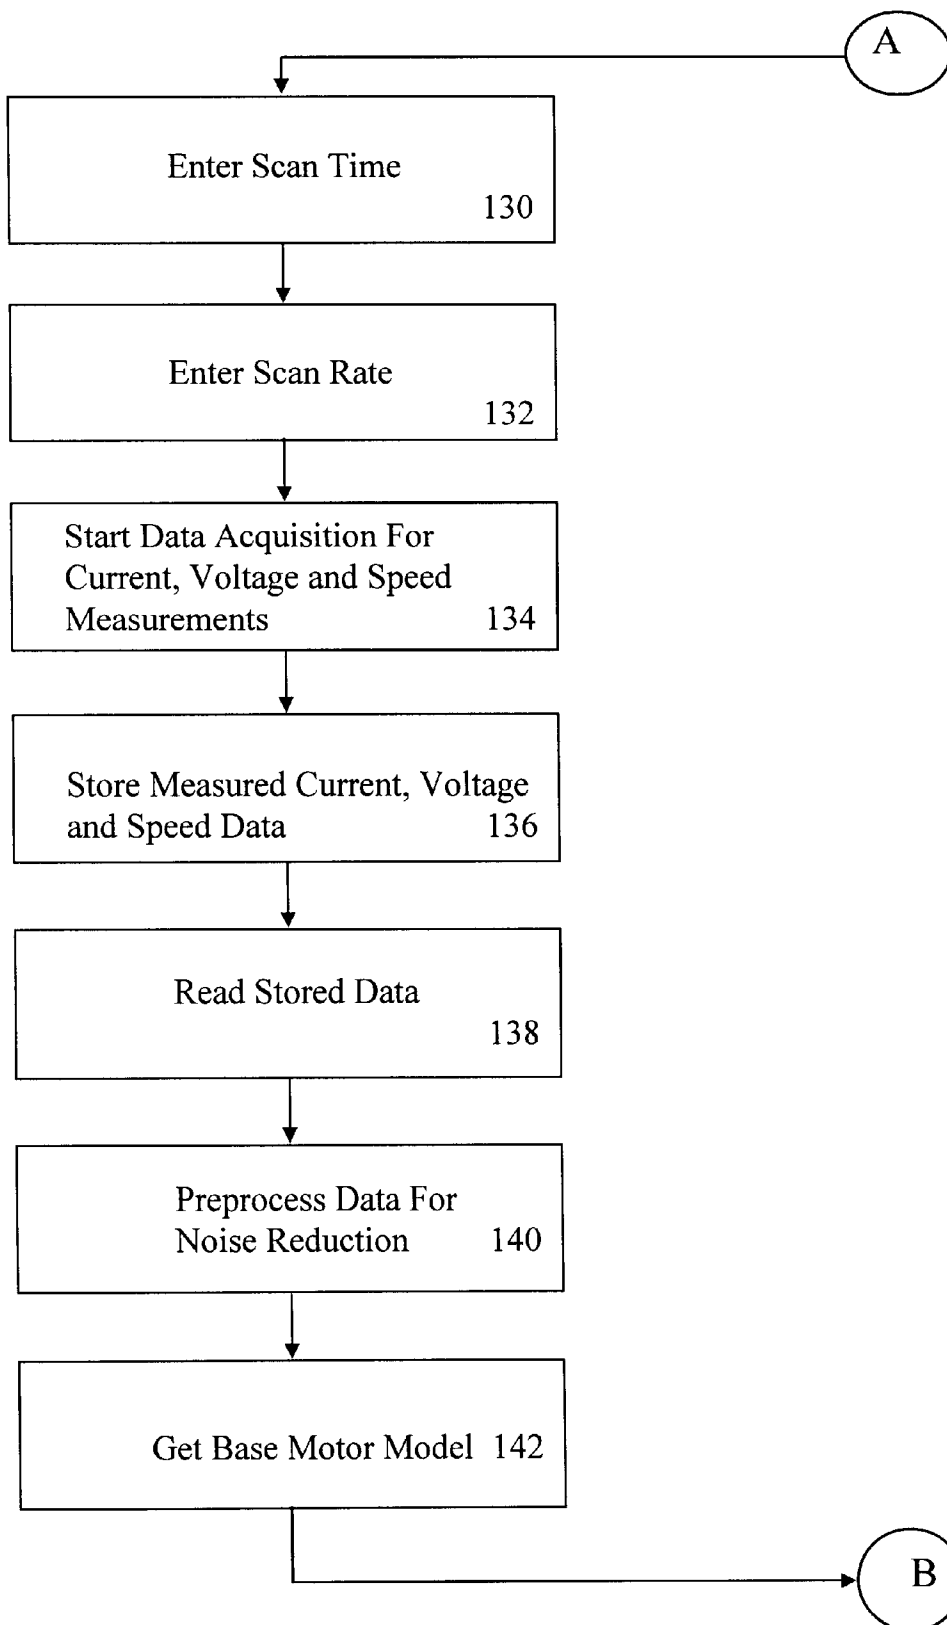 A
Enter Scan Time
130
Enter Scan Rate
132
Start Data Acquisition For
Current, Voltage and Speed
Measurements 134
Store Measured Current, Voltage
and Speed Data 136
Read Stored Data
138
Preprocess Data For
Noise Reduction 140
Get Base Motor Model 142
B